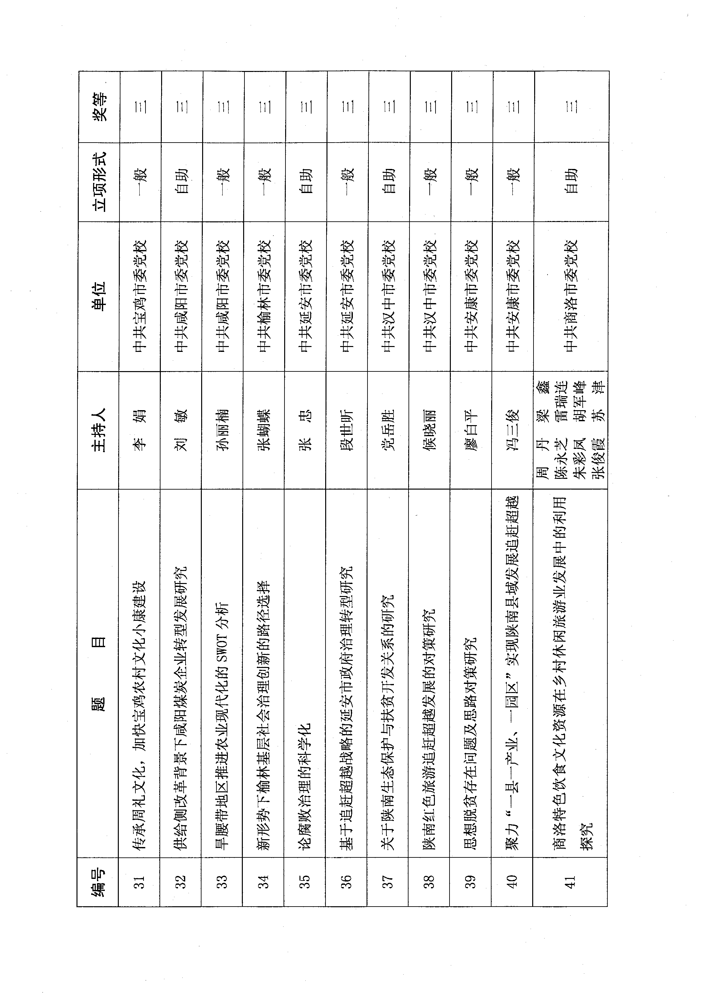 编号 题 目 主持人 单位 立项形式 奖等
31 传承周礼文化，加快宝鸡农村文化小康建设 李 娟 中共宝鸡市委党校 一般 三
32 供给侧改革背景下咸阳煤炭企业转型发展研究 刘 敏 中共咸阳市委党校 自助 三
33 旱腰带地区推进农业现代化的 SWOT 分析 孙丽楠 中共咸阳市委党校 一般 三
34 新形势下榆林基层社会治理创新的路径选择 张蝴蝶 中共榆林市委党校 一般 三
35 论腐败治理的科学化 张 忠 中共延安市委党校 自助 三
36 基于追赶超越战略的延安市政府治理转型研究 段世昕 中共延安市委党校 一般 三
37 关于陕南生态保护与扶贫开发关系的研究 党岳胜 中共汉中市委党校 自助 三
38 陕南红色旅游追赶超越发展的对策研究 候晓丽 中共汉中市委党校 一般 三
39 思想脱贫存在问题及思路对策研究 廖白平 中共安康市委党校 一般 三
40 聚力“一县一产业、一园区”实现陕南县域发展追赶超越 冯三俊 中共安康市委党校 一般 三
41 商洛特色饮食文化资源在乡村休闲旅游业发展中的利用
探究
周 丹 梁 鑫
陈永芝 雷瑞连
朱彩凤 胡军峰
张俊霞 苏 津
中共商洛市委党校 自助 三